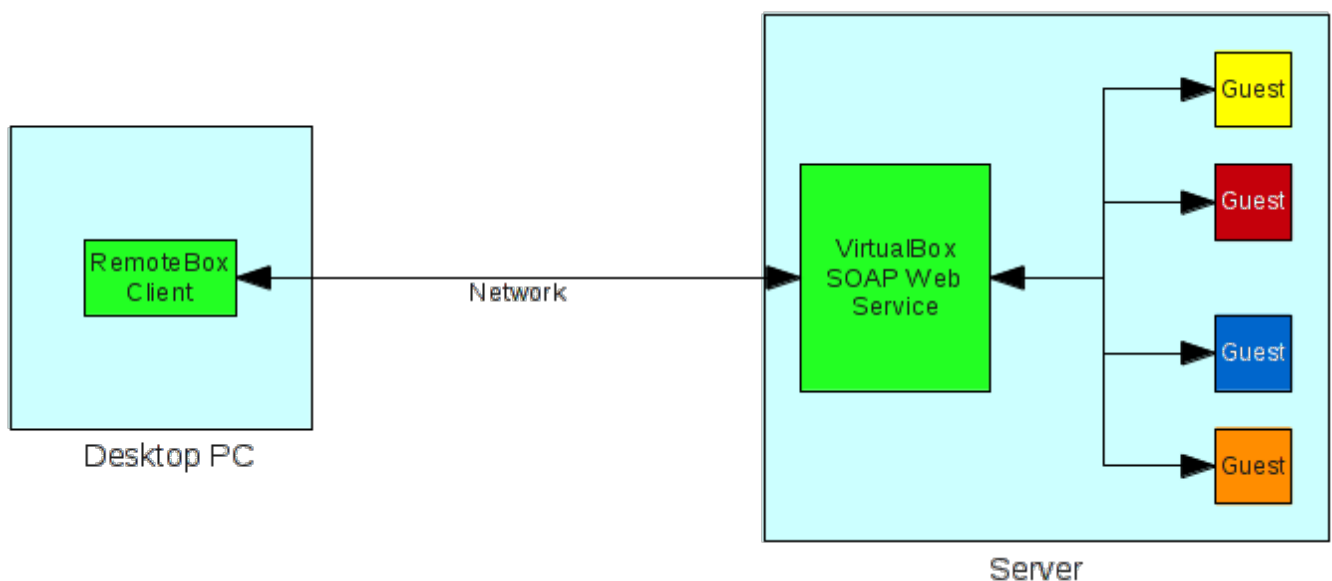 RemoteBox
Client
Desktop PC
Network
VirtualBox
SOAP Web
Service
Guest
Guest
Guest
Guest
Server